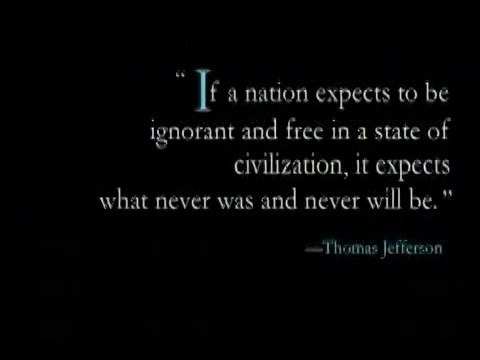 “ If a nation expects to be
ignorant and free in a state of
civilization, it expects
what never was and never will be.”
—Thomas Jefferson